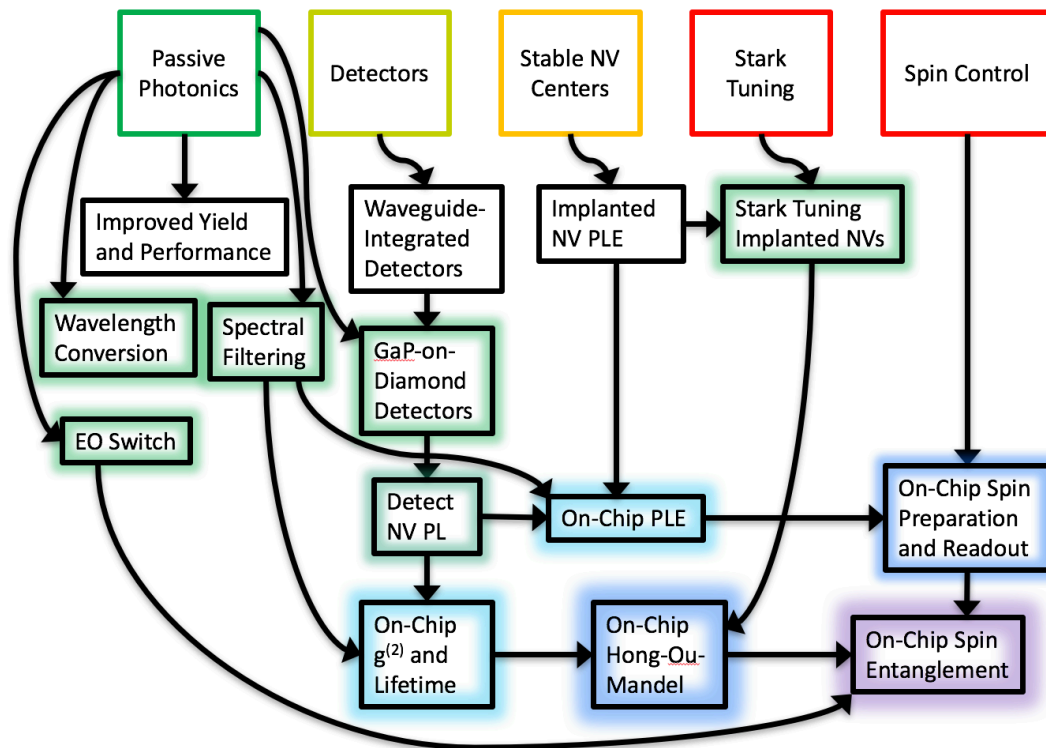 Passive
Photonics
Detectors
Stable NV
Centers
Stark
Tuning
Spin Control
Improved Yield
and Performance
Waveguide-
Integrated
Detectors
Implanted
NV PLE
Stark Tuning
Implanted NVs
Wavelength
Conversion
Spectral
Filtering
GaP-on-
Diamond
Detectors
EO Switch
Detect
NV PL
On-Chip PLE
On-Chip Spin
Preparation
and Readout
On-Chip
g(2) and
Lifetime
On-Chip
Hong-Ou-
Mandel
On-Chip Spin
Entanglement